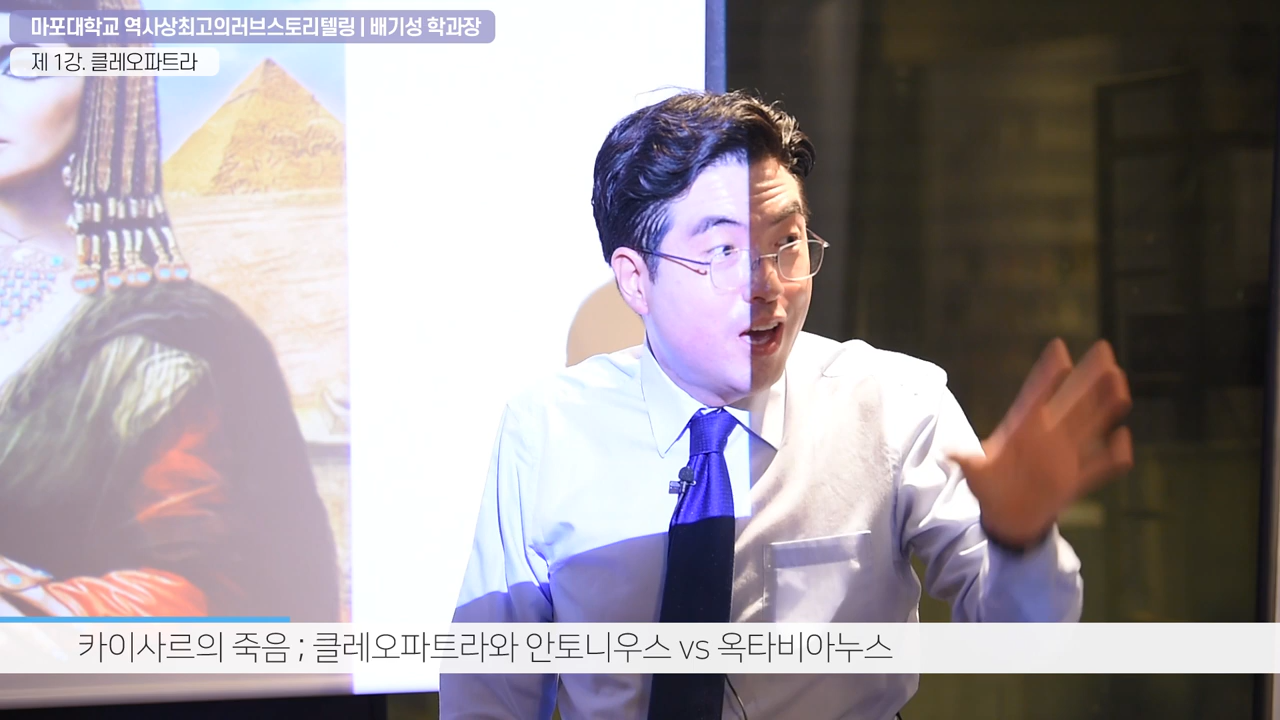 마포대학교 역사상최고의러브스토리텔링 | 배기성 학과장
제 1강. 클레오파트라
카이사르의 죽음 ; 클레오파트라와 안토니우스 vs 옥타비아누스